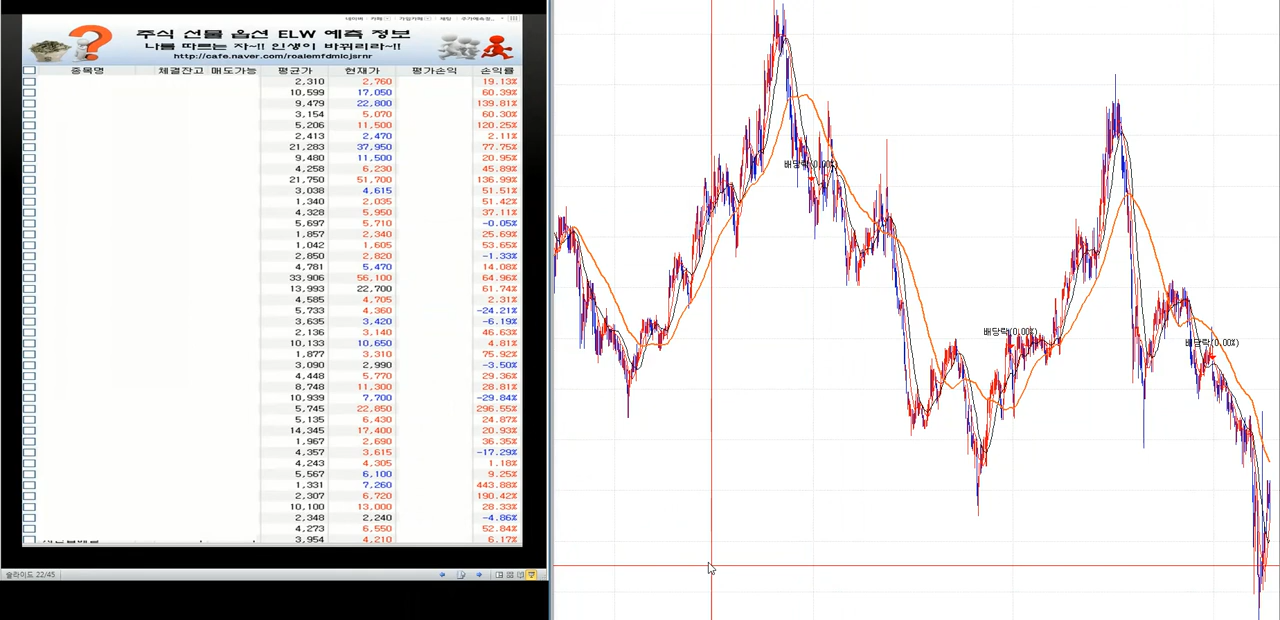 주식 선물 옵션 ELW 예측 정보
나를 따르는 자~!! 인생이 바뀌리라~!!
http://cafe.naver.com/roalemfdmlcjsrnr
종목명 체결잔고 매도가능 평균가 현재가 평가손익 손익률
2,310 2,760 19.13%
10,599 17,050 60.39%
9,479 22,800 139.81%
3,154 5,070 60.30%
5,206 11,500 120.25%
2,413 2,470 2.11%
21,283 37,950 77.75%
9,480 11,500 20.95%
4,258 6,230 45.89%
21,750 51,700 136.99%
3,038 4,615 51.51%
1,340 2,035 51.42%
4,328 5,950 37.11%
5,697 5,710 -0.05%
1,857 2,340 25.69%
1,042 1,605 53.65%
2,850 2,820 -1.33%
4,781 5,470 14.08%
33,906 56,100 64.96%
13,993 22,700 61.74%
4,585 4,705 2.31%
5,733 4,360 -24.21%
3,635 3,420 -6.19%
2,136 3,140 46.63%
10,133 10,650 4.81%
1,877 3,310 75.92%
3,090 2,990 -3.50%
4,448 5,770 29.36%
8,748 11,300 28.81%
10,939 7,700 -29.84%
5,745 22,850 296.55%
5,135 6,430 24.87%
14,345 17,400 20.93%
1,967 2,690 36.35%
4,357 3,615 -17.29%
4,243 4,305 1.18%
5,567 6,100 9.25%
1,331 7,260 443.88%
2,307 6,720 190.42%
10,100 13,000 28.33%
2,348 2,240 -4.86%
4,273 6,550 52.84%
3,954 4,210 6.17%
슬라이드 22/45
배당락(0.00%)
배당락(0.00%)
배당락(0.00%)